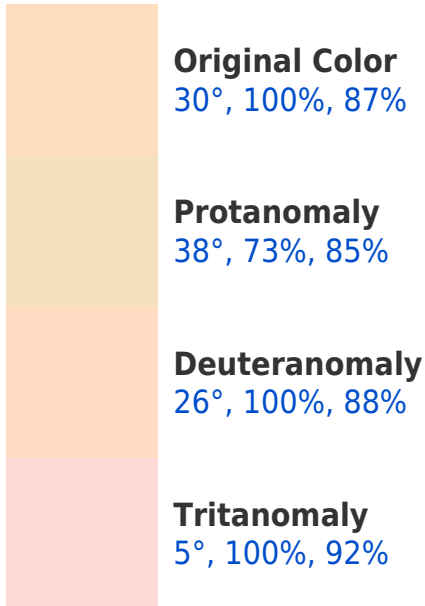 Original Color
30°, 100%, 87%
Protanomaly
38°, 73%, 85%
Deuteranomaly
26°, 100%, 88%
Tritanomaly
5°, 100%, 92%